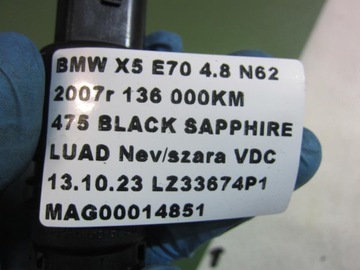 BMW X5 E70 4.8 N62
2007r 136 000KM
475 BLACK SAPPHIRE
LUAD Nev/szara VDC
13.10.23 LZ33674P1
MAG00014851